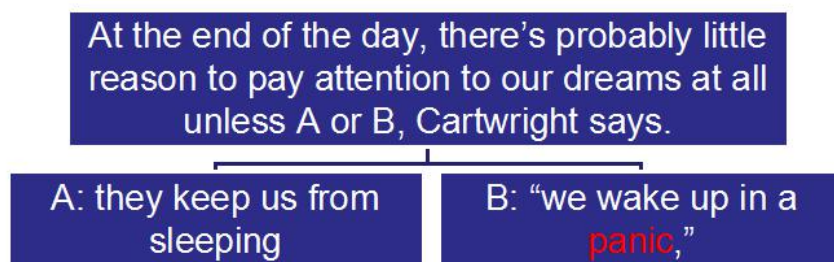 At the end of the day, there's probably little
reason to pay attention to our dreams at all
unless A or B, Cartwright says.
A: they keep us from
sleeping
B: “we wake up in a
panic,”